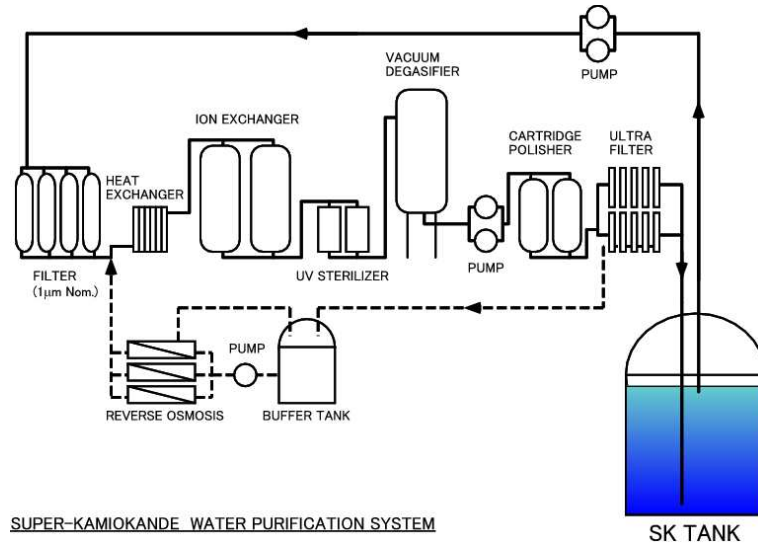 PUMP
VACUUM
DEGASIFIER
ION EXCHANGER
CARTRIDGE
POLISHER
ULTRA
FILTER
HEAT
EXCHANGER
FILTER
(1μm Nom.)
UV STERILIZER
PUMP
PUMP
REVERSE OSMOSIS
BUFFER TANK
SUPER-KAMIOKANDE WATER PURIFICATION SYSTEM
SK TANK